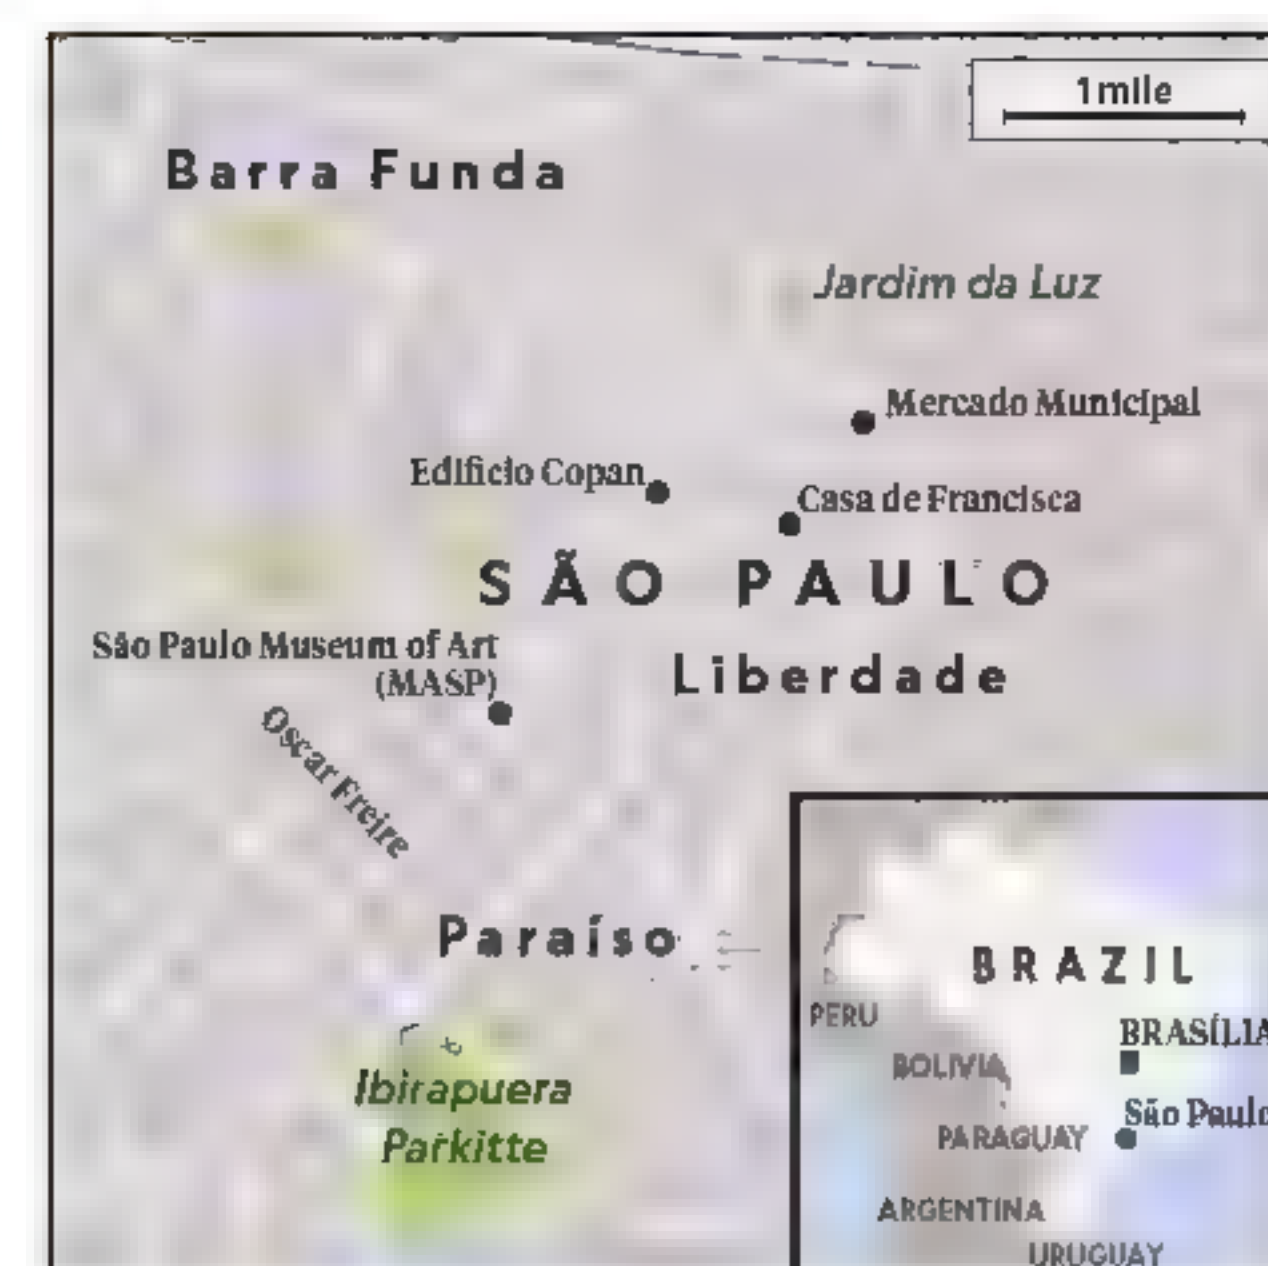 1 mile
Barra Funda
Jardim da Luz
Mercado Municipal
Edificio Copan
Casa de Francisca
SÃO PAULO
São Paulo Museum of Art
(MASP)
Liberdade
Oscar Freire
Paraíso
BRAZIL
PERU
BRASÍLIA
BOLIVIA
Ibirapuera
São Paulo
Parkitte
PARAGUAY
ARGENTINA
URUGUAY